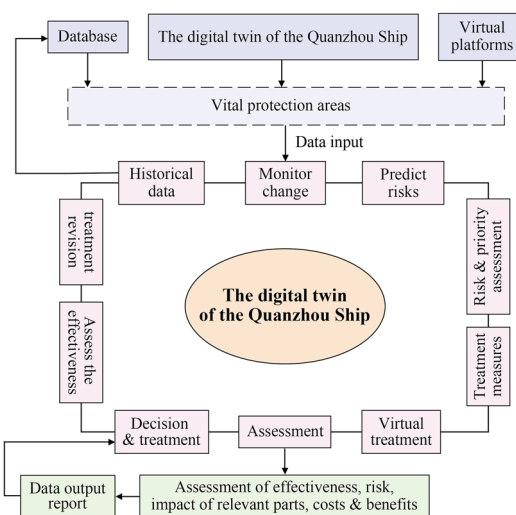 Database
The digital twin of the Quanzhou Ship
Virtual
platforms
Vital protection areas
Data input
Historical
data
Monitor
change
Predict
risks
treatment
revision
Risk & priority
assessment
The digital twin
of the Quanzhou Ship
Assess the
effectiveness
Treatment
measures
Decision
& treatment
Assessment
Virtual
treatment
Data output
report
Assessment of effectiveness, risk,
impact of relevant parts, costs & benefits